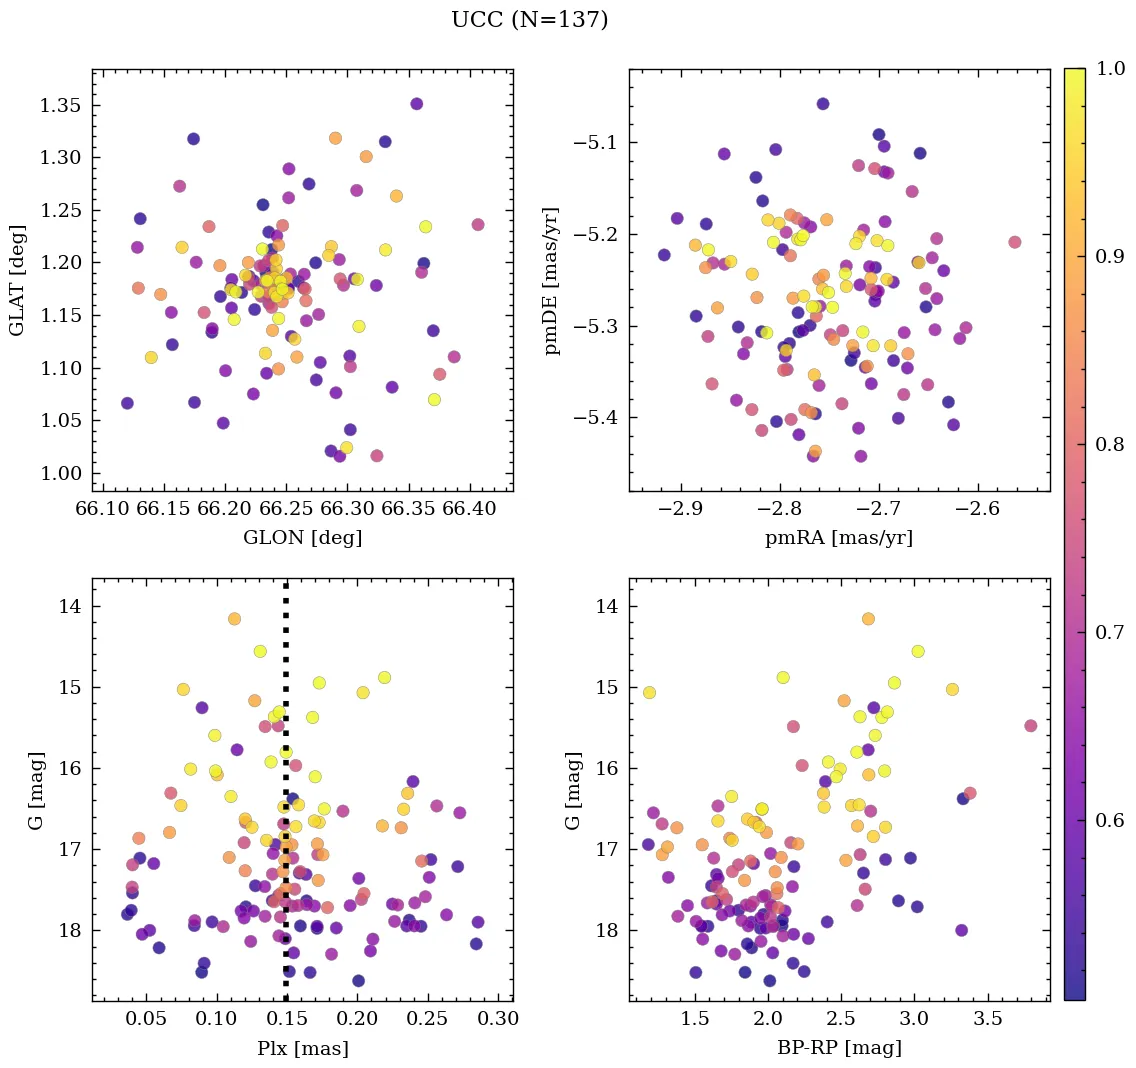 UCC (N=137)
1.35
1.30
1.25
1.20
1.15
1.10
1.05
1.00
GLAT [deg]
66.10 66.15 66.20 66.25 66.30 66.35 66.40
GLON [deg]
−5.1
−5.2
−5.3
−5.4
pmDE [mas/yr]
−2.9 −2.8 −2.7 −2.6
pmRA [mas/yr]
1.0
0.9
0.8
0.7
0.6
14
15
16
17
18
G [mag]
0.05 0.10 0.15 0.20 0.25 0.30
Plx [mas]
14
15
16
17
18
G [mag]
1.5 2.0 2.5 3.0 3.5
BP-RP [mag]